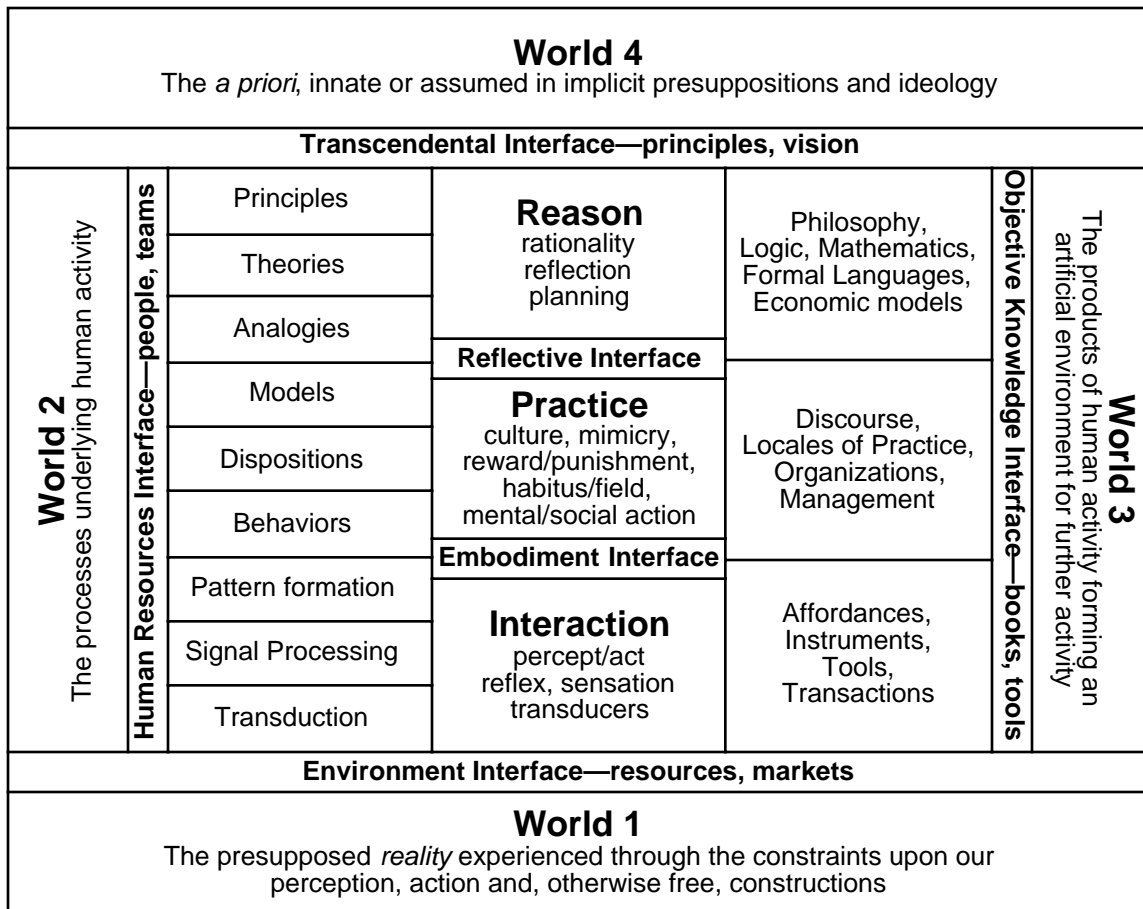 World 4
The a priori, innate or assumed in implicit presuppositions and ideology
Transcendental Interface—principles, vision
World 2
The processes underlying human activity
Human Resources Interface—people, teams
Principles
Theories
Analogies
Models
Dispositions
Behaviors
Pattern formation
Signal Processing
Transduction
Reason
rationality
reflection
planning
Reflective Interface
Practice
culture, mimicry,
reward/punishment,
habitus/field,
mental/social action
Embodiment Interface
Interaction
percept/act
reflex, sensation
transducers
Philosophy,
Logic, Mathematics,
Formal Languages,
Economic models
Discourse,
Locales of Practice,
Organizations,
Management
Affordances,
Instruments,
Tools,
Transactions
Objective Knowledge Interface—books, tools
World 3
The products of human activity forming an
artificial environment for further activity
Environment Interface—resources, markets
World 1
The presupposed reality experienced through the constraints upon our
perception, action and, otherwise free, constructions